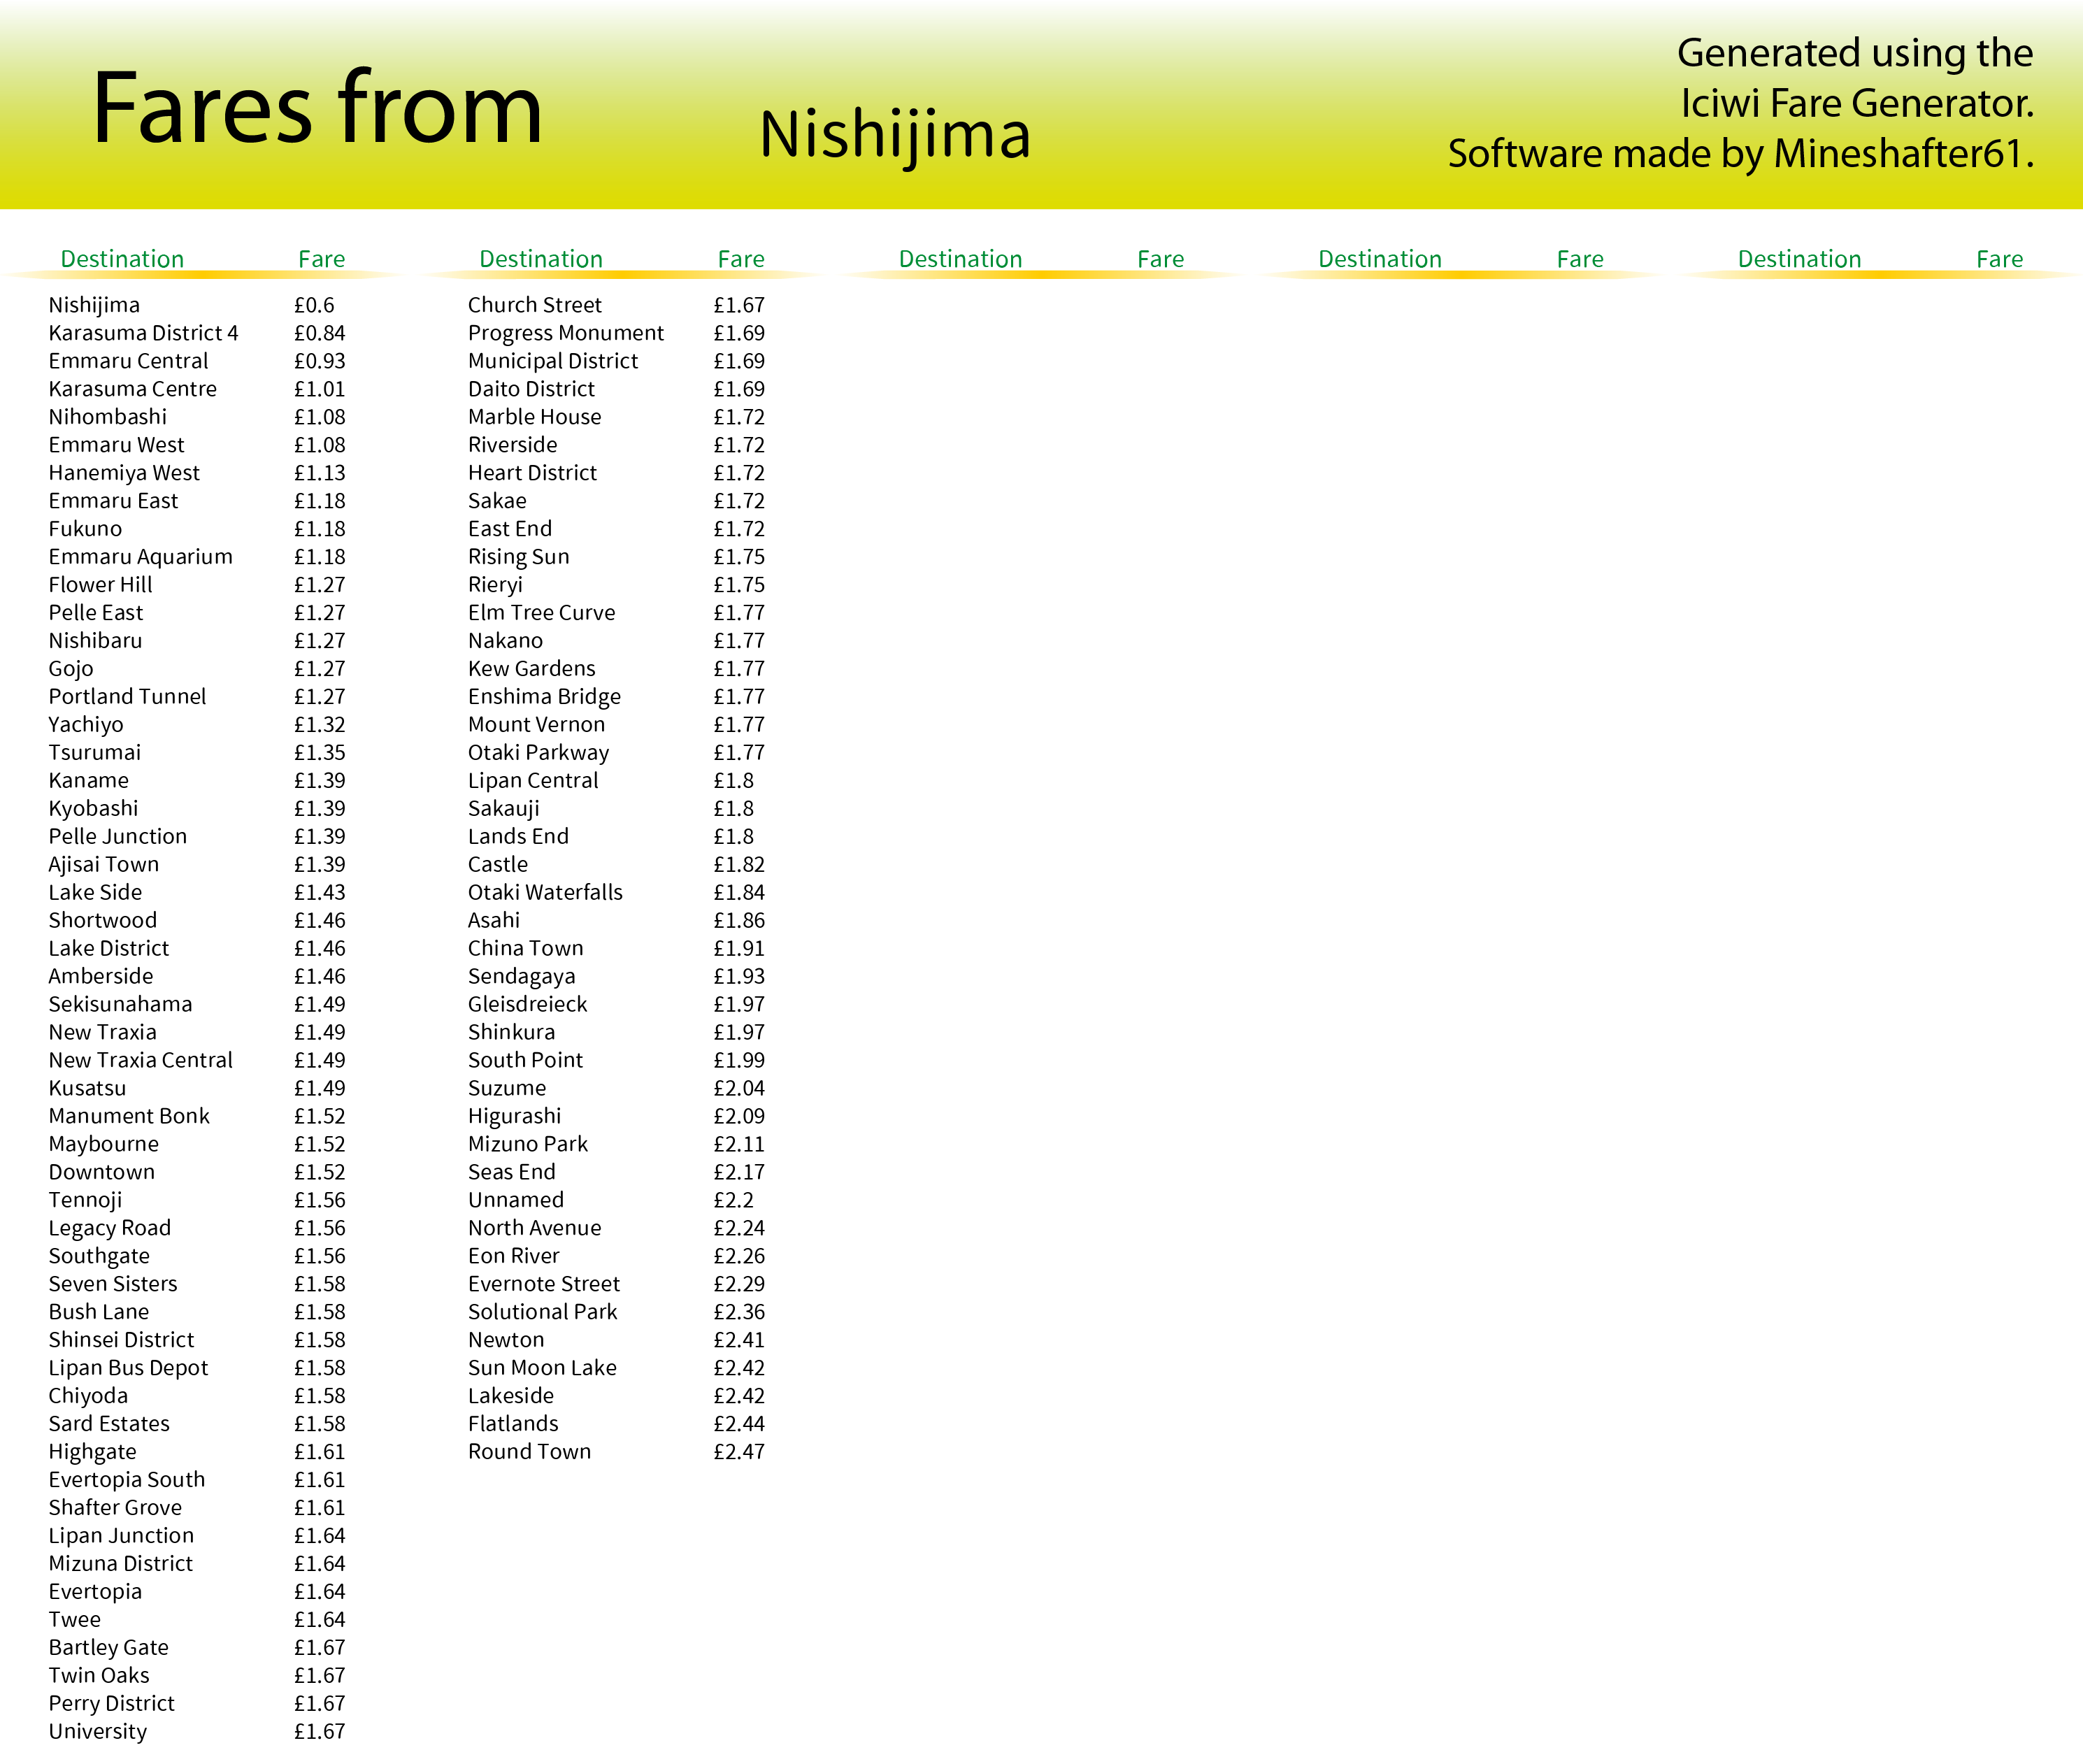 Fares from
Nishijima
Generated using the
Iciwi Fare Generator.
Software made by Mineshafter61.
Destination Fare Destination Fare Destination Fare Destination Fare Destination Fare
Nishijima £0.6
Karasuma District 4 £0.84
Emmaru Central £0.93
Karasuma Centre £1.01
Nihombashi £1.08
Emmaru West £1.08
Hanemiya West £1.13
Emmaru East £1.18
Fukuno £1.18
Emmaru Aquarium £1.18
Flower Hill £1.27
Pelle East £1.27
Nishibaru £1.27
Gojo £1.27
Portland Tunnel £1.27
Yachiyo £1.32
Tsurumai £1.35
Kaname £1.39
Kyobashi £1.39
Pelle Junction £1.39
Ajisai Town £1.39
Lake Side £1.43
Shortwood £1.46
Lake District £1.46
Amberside £1.46
Sekisunahama £1.49
New Traxia £1.49
New Traxia Central £1.49
Kusatsu £1.49
Manument Bonk £1.52
Maybourne £1.52
Downtown £1.52
Tennoji £1.56
Legacy Road £1.56
Southgate £1.56
Seven Sisters £1.58
Bush Lane £1.58
Shinsei District £1.58
Lipan Bus Depot £1.58
Chiyoda £1.58
Sard Estates £1.58
Highgate £1.61
Evertopia South £1.61
Shafter Grove £1.61
Lipan Junction £1.64
Mizuna District £1.64
Evertopia £1.64
Twee £1.64
Bartley Gate £1.67
Twin Oaks £1.67
Perry District £1.67
University £1.67
Church Street £1.67
Progress Monument £1.69
Municipal District £1.69
Daito District £1.69
Marble House £1.72
Riverside £1.72
Heart District £1.72
Sakae £1.72
East End £1.72
Rising Sun £1.75
Rieryi £1.75
Elm Tree Curve £1.77
Nakano £1.77
Kew Gardens £1.77
Enshima Bridge £1.77
Mount Vernon £1.77
Otaki Parkway £1.77
Lipan Central £1.8
Sakauji £1.8
Lands End £1.8
Castle £1.82
Otaki Waterfalls £1.84
Asahi £1.86
China Town £1.91
Sendagaya £1.93
Gleisdreieck £1.97
Shinkura £1.97
South Point £1.99
Suzume £2.04
Higurashi £2.09
Mizuno Park £2.11
Seas End £2.17
Unnamed £2.2
North Avenue £2.24
Eon River £2.26
Evernote Street £2.29
Solutional Park £2.36
Newton £2.41
Sun Moon Lake £2.42
Lakeside £2.42
Flatlands £2.44
Round Town £2.47